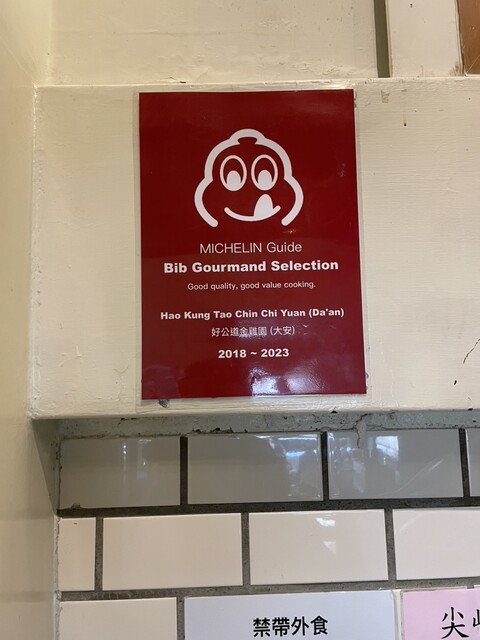 MICHELIN Guide
Bib Gourmand Selection
Good quality, good value cooking.
Hao Kung Tao Chin Chi Yuan (Da'an)
好公道金雞園 (大安)
2018 ~ 2023
禁帶外食
尖